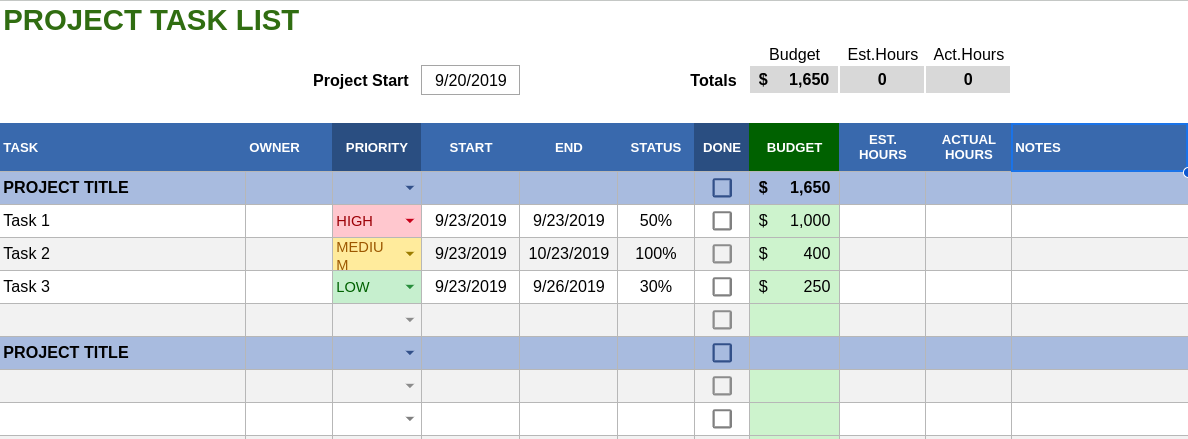 PROJECT TASK LIST
Budget Est.Hours Act.Hours
Project Start 9/20/2019 Totals $ 1,650 0 0
TASK OWNER PRIORITY START END STATUS DONE BUDGET EST. HOURS ACTUAL HOURS NOTES
PROJECT TITLE $ 1,650
Task 1 HIGH 9/23/2019 9/23/2019 50% $ 1,000
Task 2 MEDIUM 9/23/2019 10/23/2019 100% $ 400
Task 3 LOW 9/23/2019 9/26/2019 30% $ 250
PROJECT TITLE